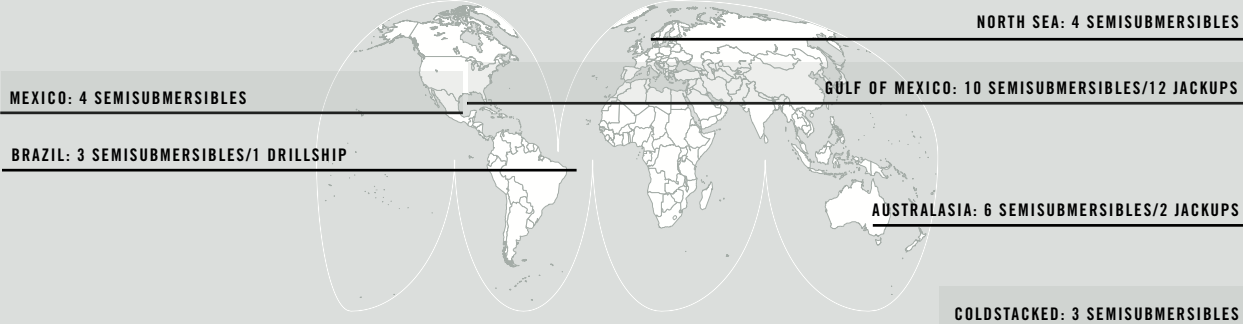 NORTH SEA: 4 SEMISUBMERSIBLES
GULF OF MEXICO: 10 SEMISUBMERSIBLES/12 JACKUPS
MEXICO: 4 SEMISUBMERSIBLES
BRAZIL: 3 SEMISUBMERSIBLES/1 DRILLSHIP
AUSTRALASIA: 6 SEMISUBMERSIBLES/2 JACKUPS
COLDSTACKED: 3 SEMISUBMERSIBLES